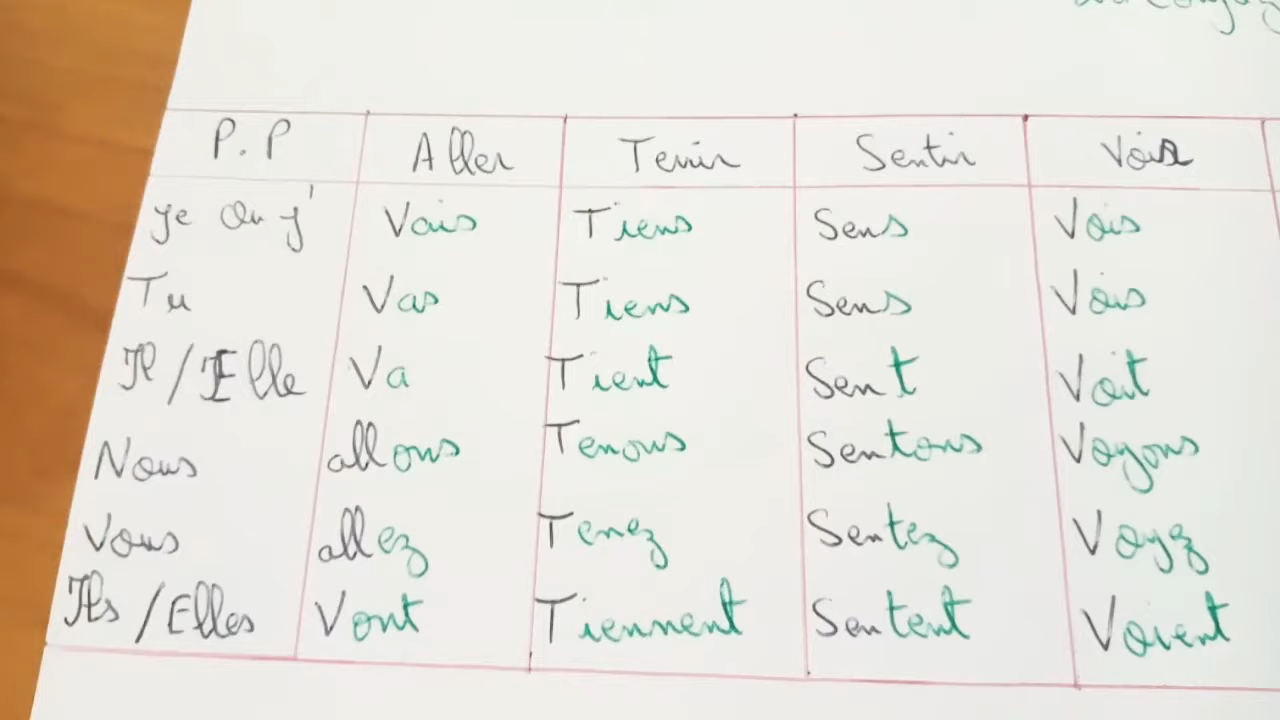 P.P Aller Tenir Sentir Voir
Je ou j' Vais Tiens Sens Vois
Tu Vas Tiens Sens Vois
Il / Elle Va Tient Sent Voit
Nous allons Tenons Sentons Voyons
Vous allez Tenez Sentez Voyez
Ils / Elles Vont Tiennent Sentent Voient